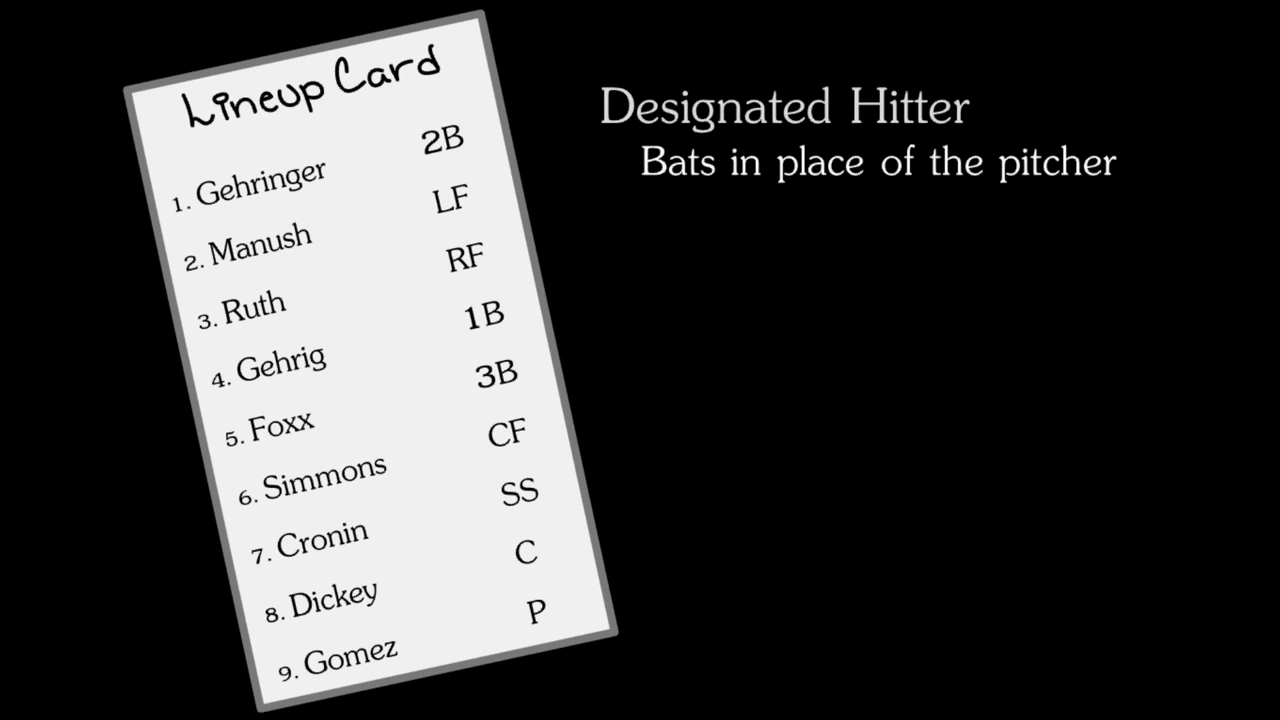 Lineup Card
1. Gehringer 2B
2. Manush LF
3. Ruth RF
4. Gehrig 1B
5. Foxx 3B
6. Simmons CF
7. Cronin SS
8. Dickey C
9. Gomez P
Designated Hitter
Bats in place of the pitcher